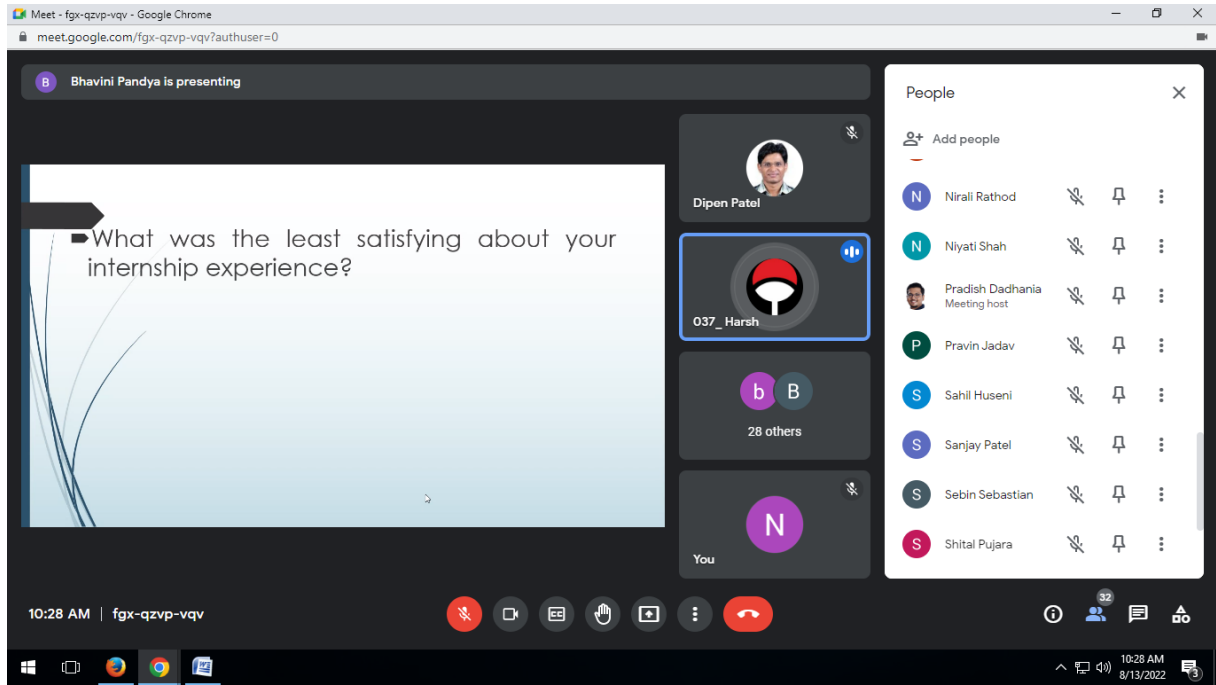 Meet - fgx-qzvp-vqv - Google Chrome
meet.google.com/fgx-qzvp-vqv?authuser=0
B
Bhavini Pandya is presenting
What was the least satisfying about your
internship experience?
Dipen Patel
037_ Harsh
b B
28 others
N
You
People
Add people
N Nirali Rathod
N Niyati Shah
Pradish Dadhania
Meeting host
P Pravin Jadav
S Sahil Huseni
S Sanjay Patel
S Sebin Sebastian
S Shital Pujara
10:28 AM | fgx-qzvp-vqv
CC
32
10:28 AM
8/13/2022
3